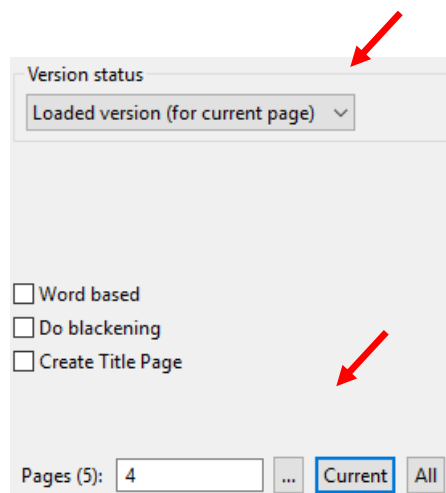 Version status
Loaded version (for current page)
Word based
Do blackening
Create Title Page
Pages (5): 4 ... Current All